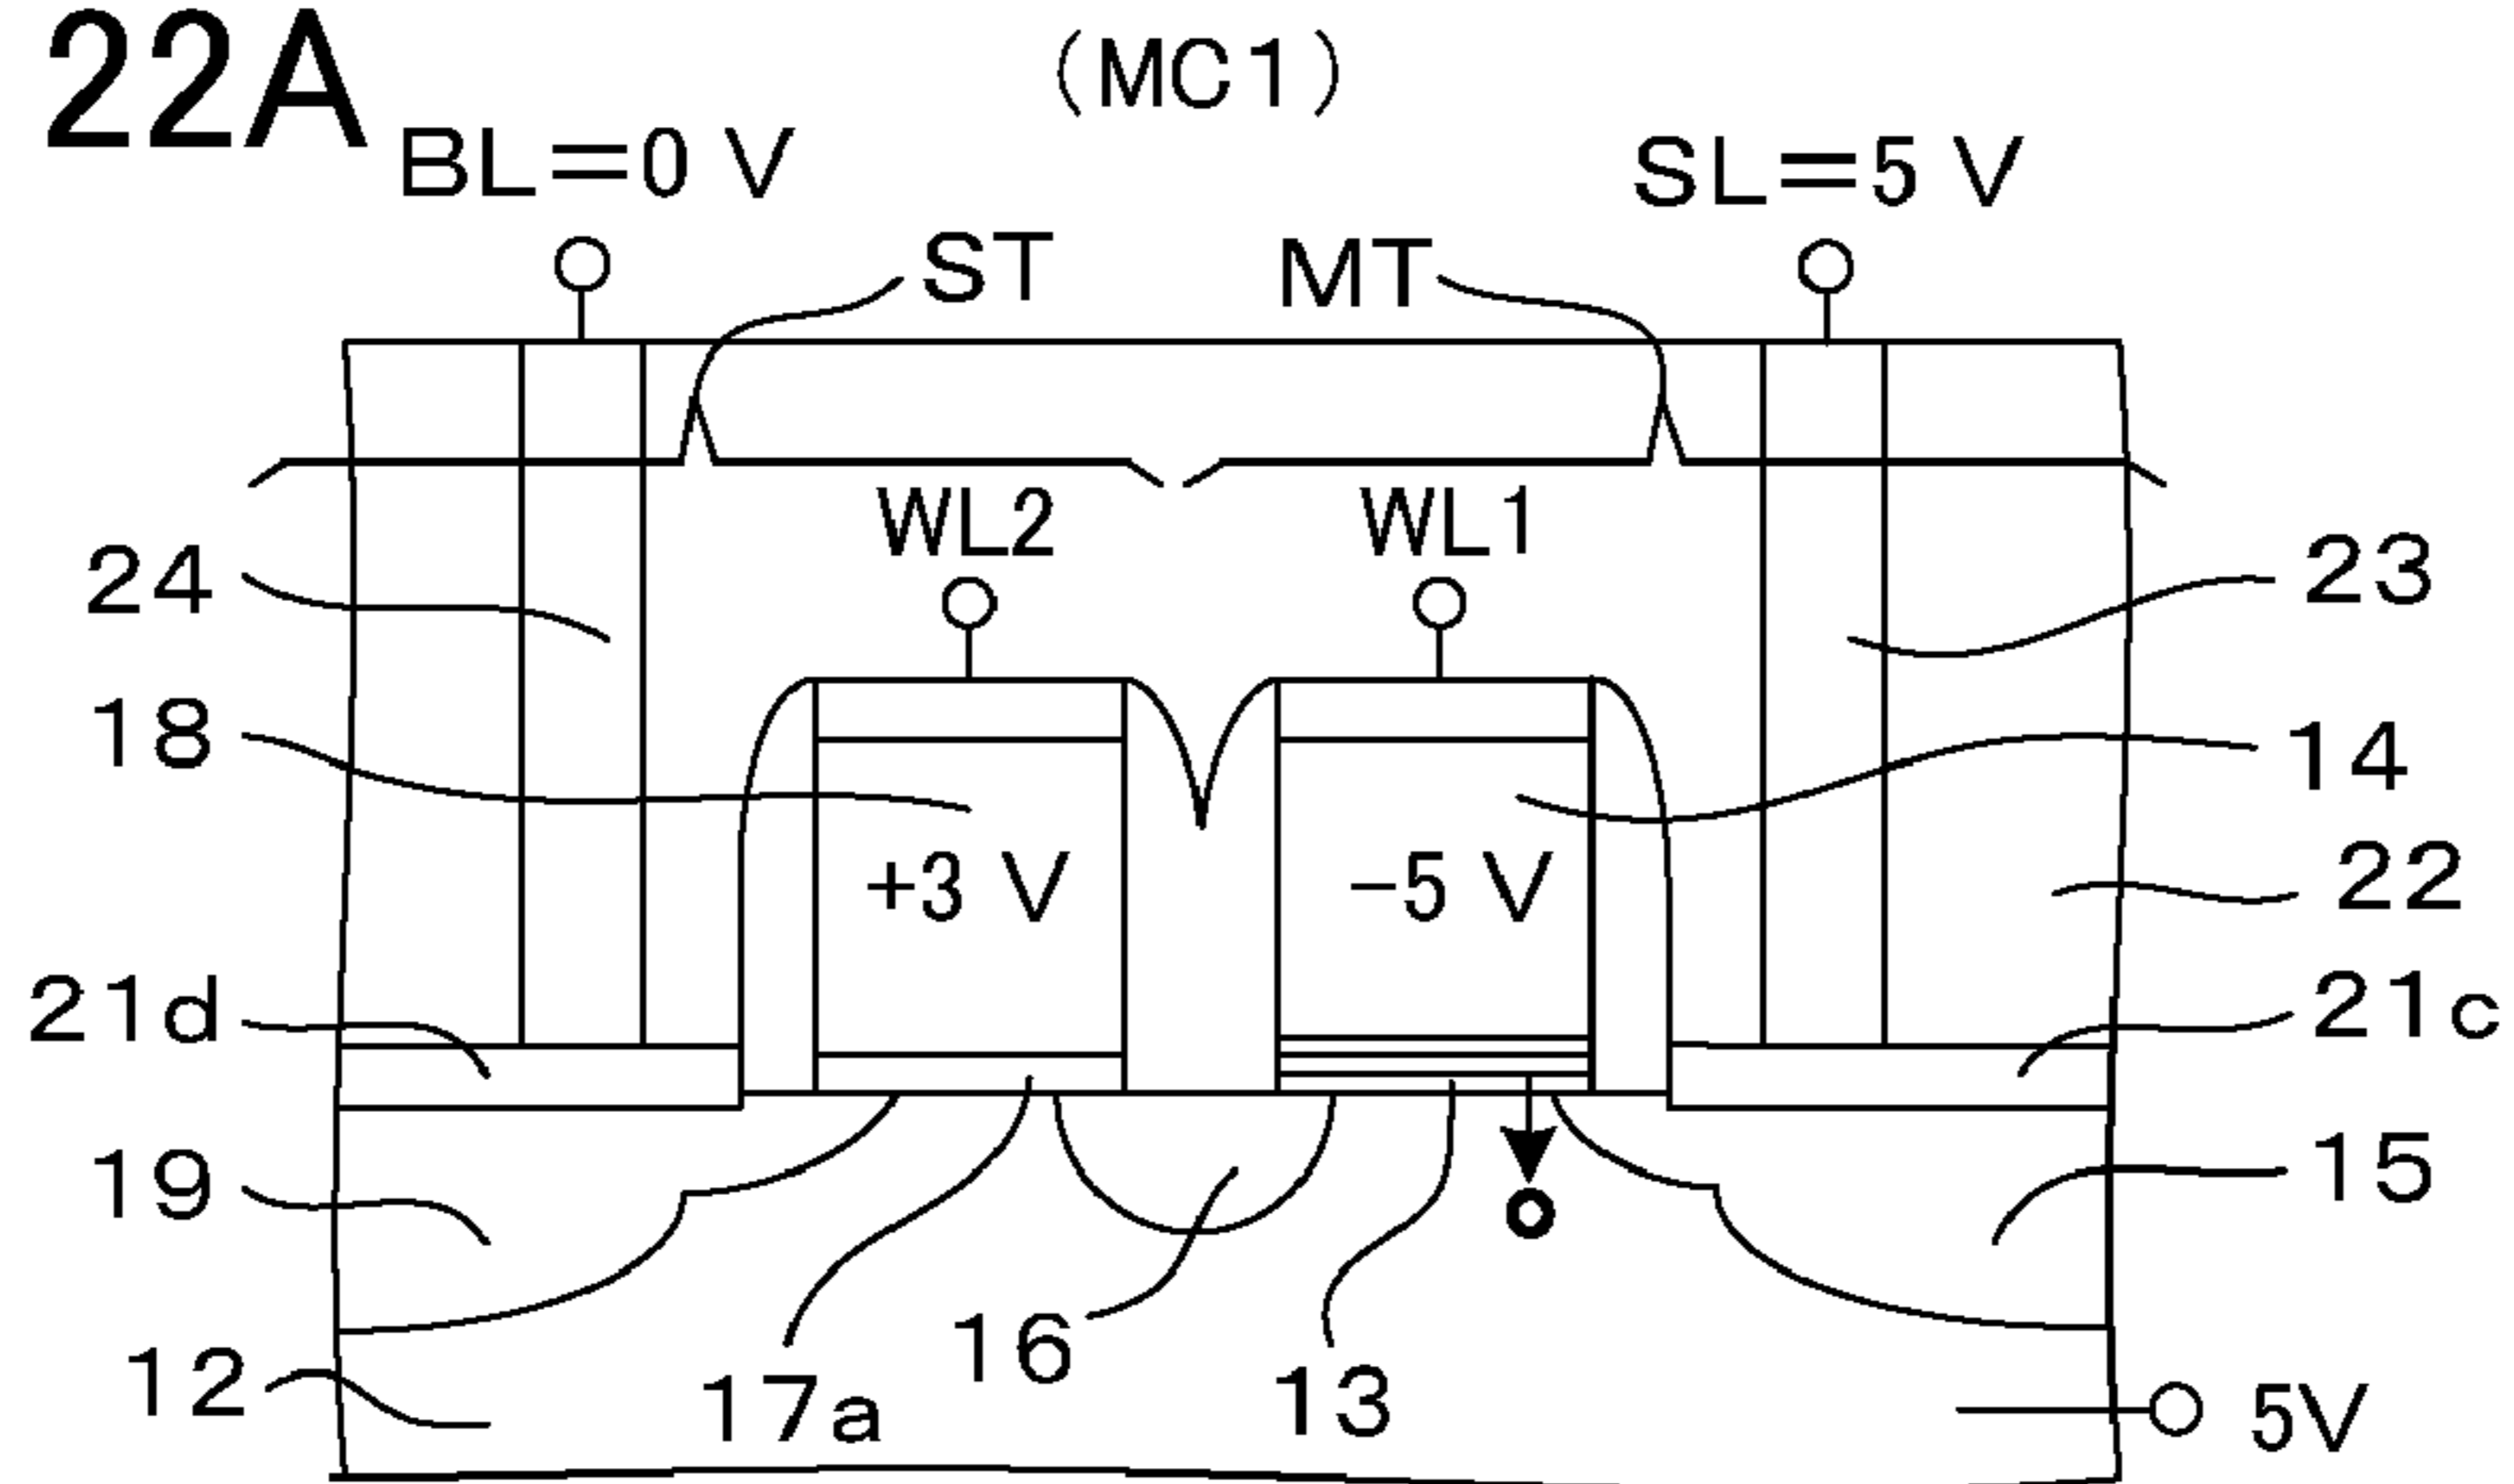 22A
(MC1)
BL=0 V
SL=5 V
ST
MT
WL2
WL1
24
23
18
14
+3 V
-5 V
22
21d
21c
19
15
16
12
17a
13
5V